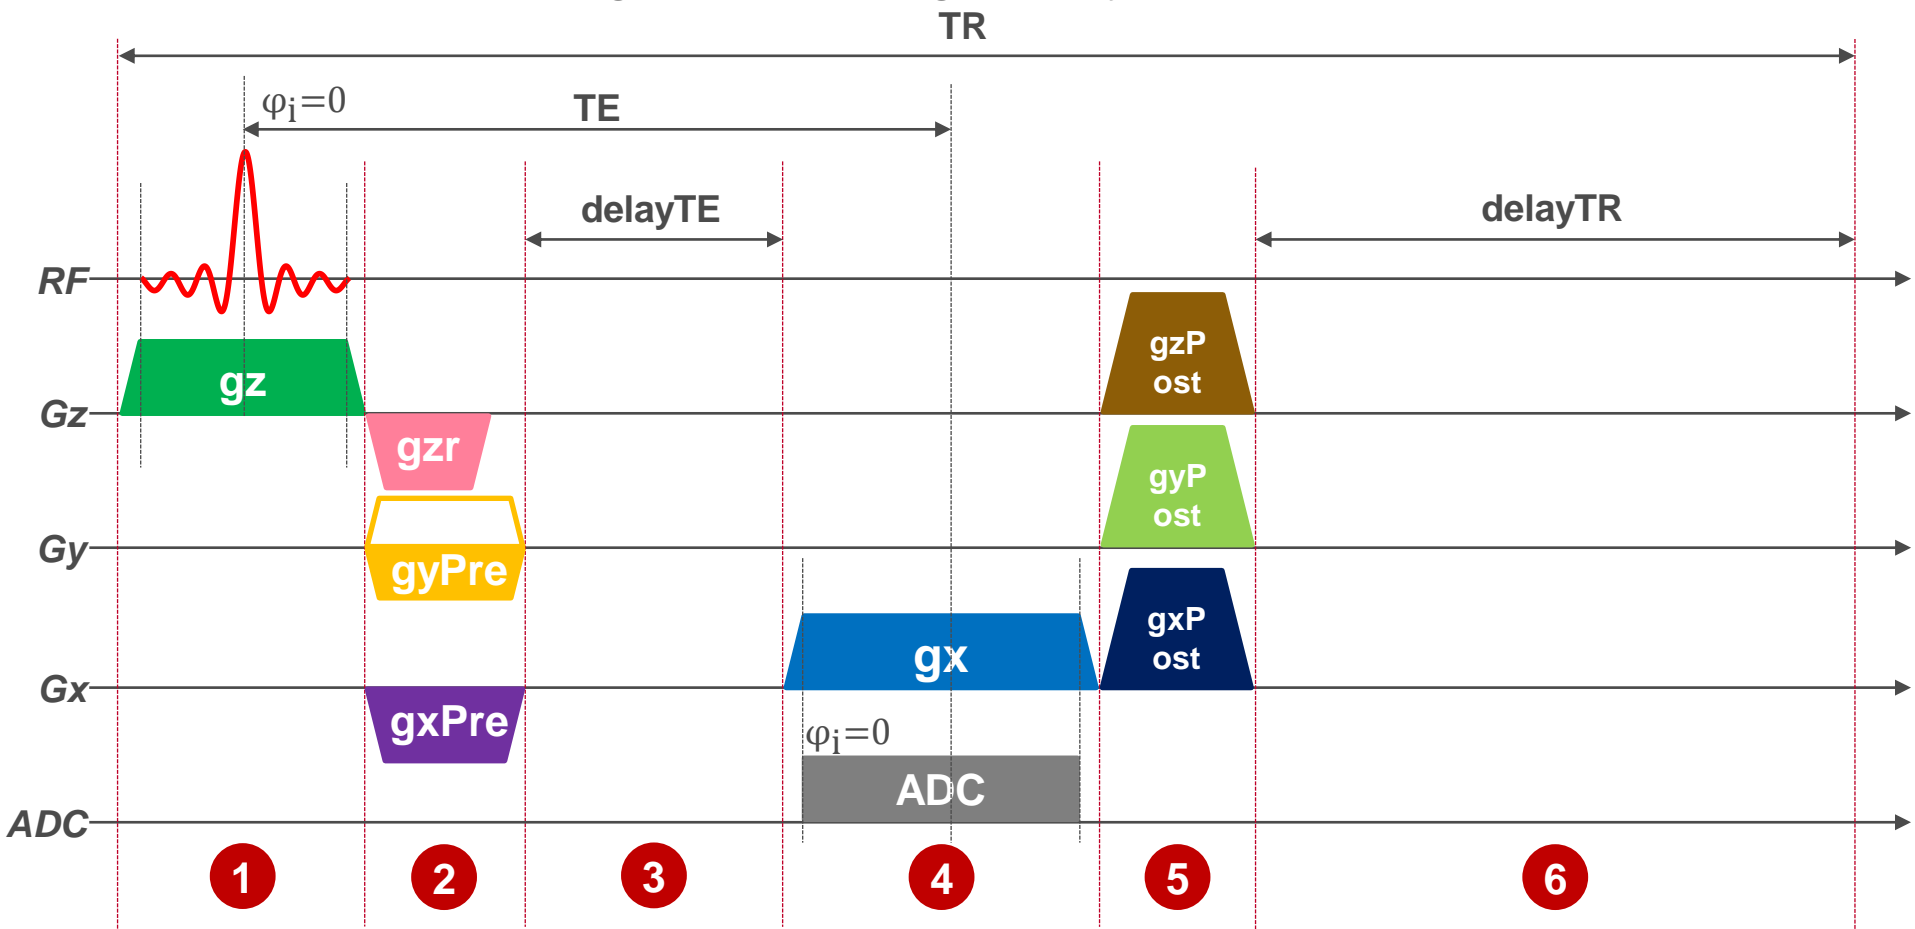 TR
φi=0
TE
delayTE
delayTR
RF
gzP
ost
gz
Gz
gzr
gyP
ost
Gy
gyPre
gxP
ost
gx
Gx
gxPre
φi=0
ADC
ADC
1
2
3
4
5
6